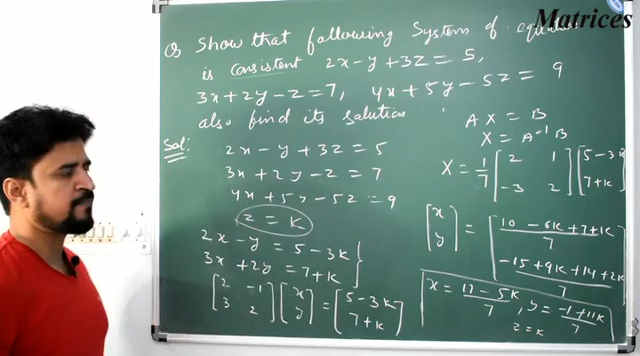 Matrices
Q Show that following System of equation
is consistent 2x-y+3z=5,
3x+2y-z=7, 4x+5y-5z=9
also find its solution.
Sol:
2x-y+3z=5
3x+2y-z=7
4x+5y-5z=9
z=k
2x-y=5-3k
3x+2y=7+k
[2 -1
3 2] [x
y] = [5-3k
7+k]
AX=B
X=A⁻¹B
X=1/7 [2 1
-3 2] [5-3k
7+k]
[x
y] = [10-6k+7+k/7
-15+9k+14+2k/7]
x=17-5k/7, y=-1+11k/7
z=k